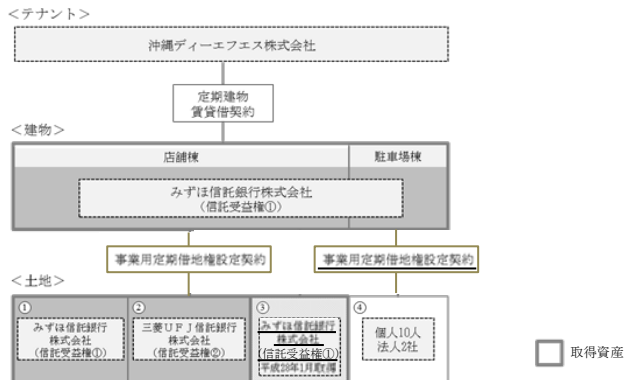 ＜テナント＞
沖縄ディーエフエス株式会社
定期建物
賃貸借契約
＜建物＞
店舗棟
駐車場棟
みずほ信託銀行株式会社
（信託受益権①）
事業用定期借地権設定契約
事業用定期借地権設定契約
＜土地＞
①
みずほ信託銀行
株式会社
（信託受益権①）
②
三菱ＵＦＪ信託銀行
株式会社
（信託受益権②）
③
みずほ信託銀行
株式会社
（信託受益権①）
平成28年1月取得
④
個人10人
法人2社
取得資産